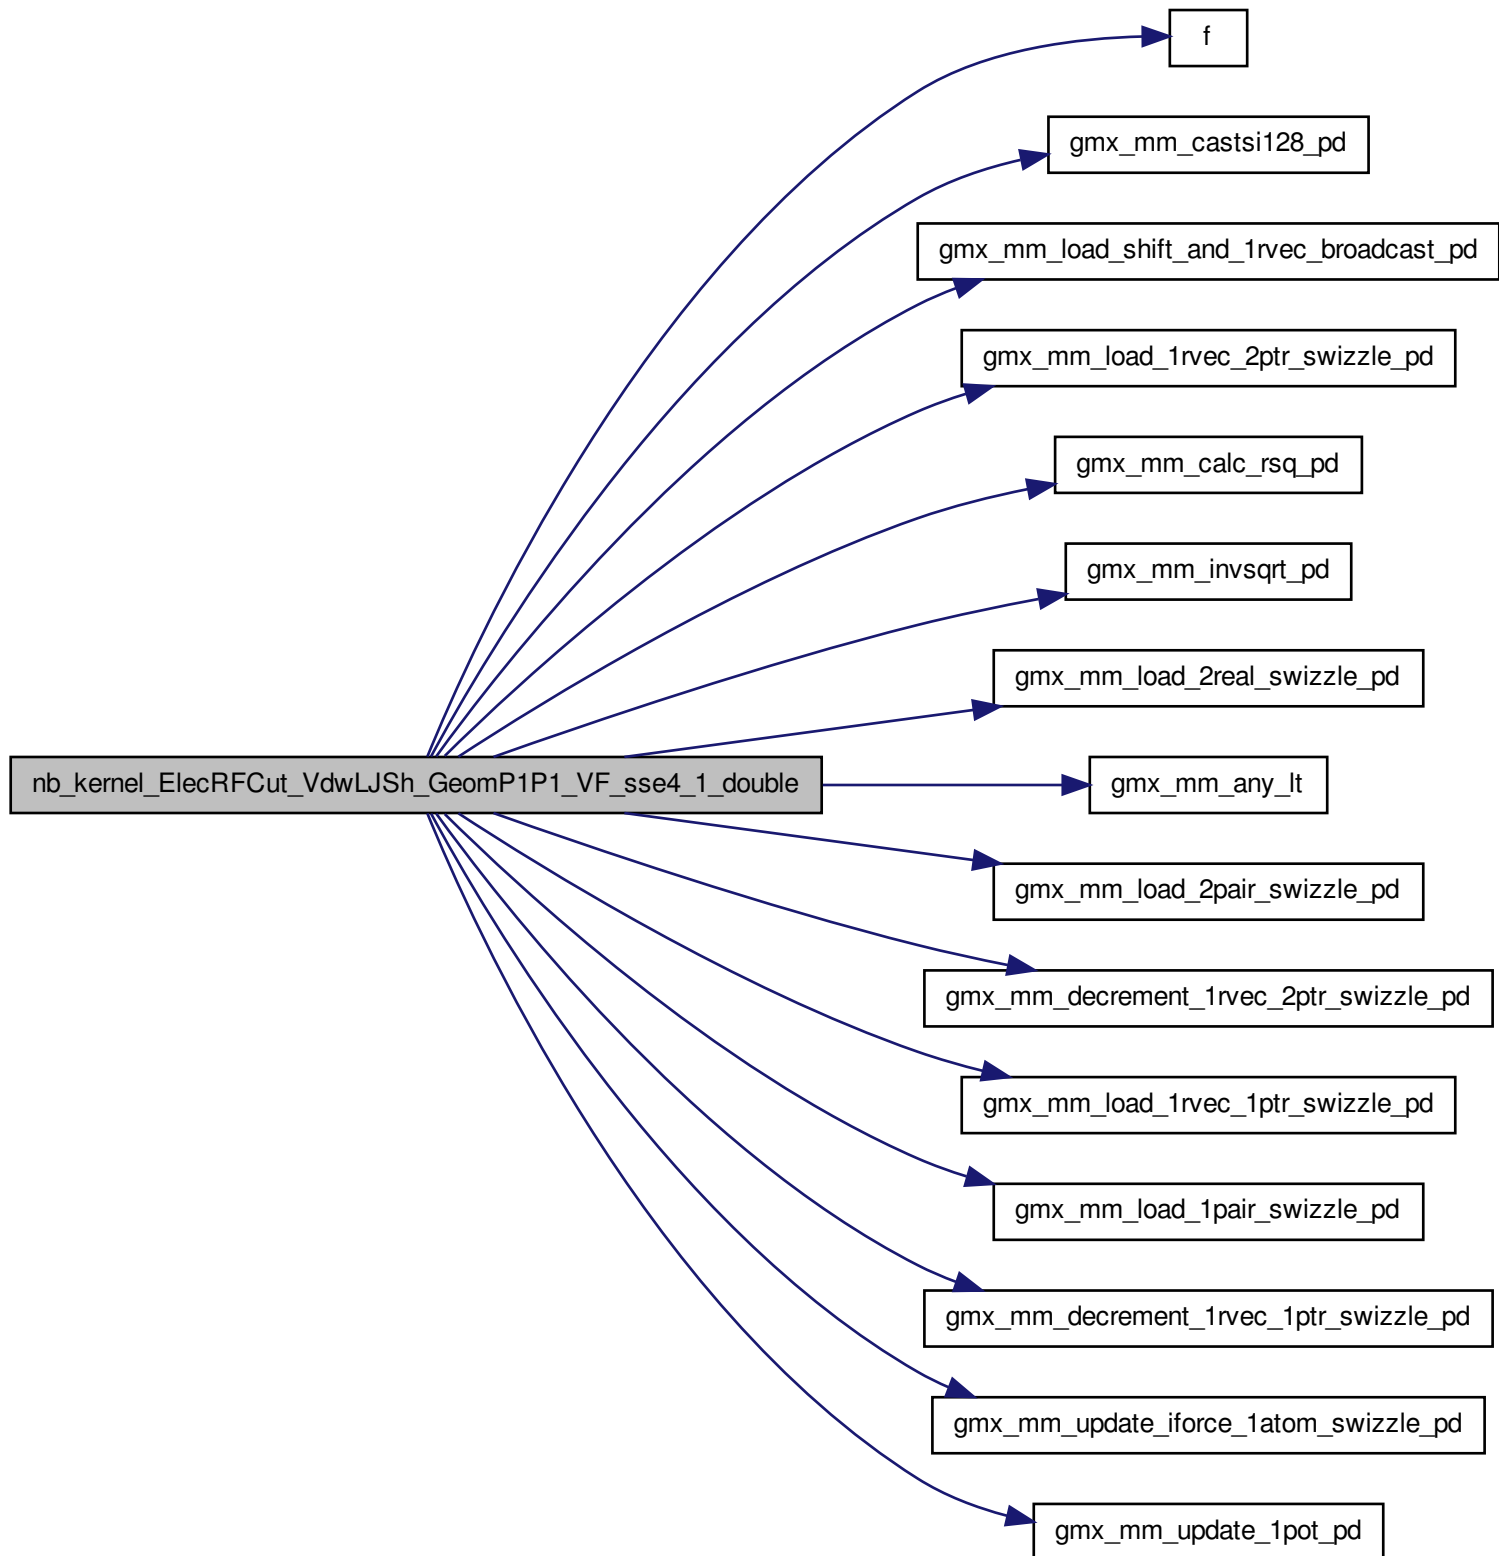 f
gmx_mm_castsi128_pd
gmx_mm_load_shift_and_1rvec_broadcast_pd
gmx_mm_load_1rvec_2ptr_swizzle_pd
gmx_mm_calc_rsq_pd
gmx_mm_invsqrt_pd
gmx_mm_load_2real_swizzle_pd
nb_kernel_ElecRFCut_VdwLJSh_GeomP1P1_VF_sse4_1_double
gmx_mm_any_lt
gmx_mm_load_2pair_swizzle_pd
gmx_mm_decrement_1rvec_2ptr_swizzle_pd
gmx_mm_load_1rvec_1ptr_swizzle_pd
gmx_mm_load_1pair_swizzle_pd
gmx_mm_decrement_1rvec_1ptr_swizzle_pd
gmx_mm_update_iforce_1atom_swizzle_pd
gmx_mm_update_1pot_pd